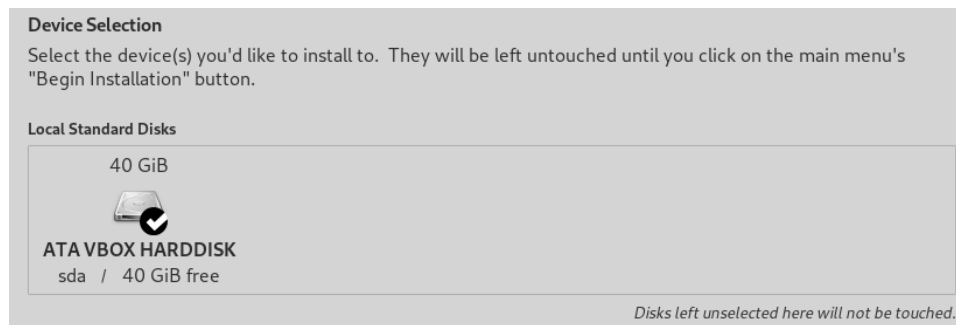 Device Selection
Select the device(s) you'd like to install to.  They will be left untouched until you click on the main menu's
"Begin Installation" button.
Local Standard Disks
40 GiB
ATA VBOX HARDDISK
sda / 40 GiB free
Disks left unselected here will not be touched.